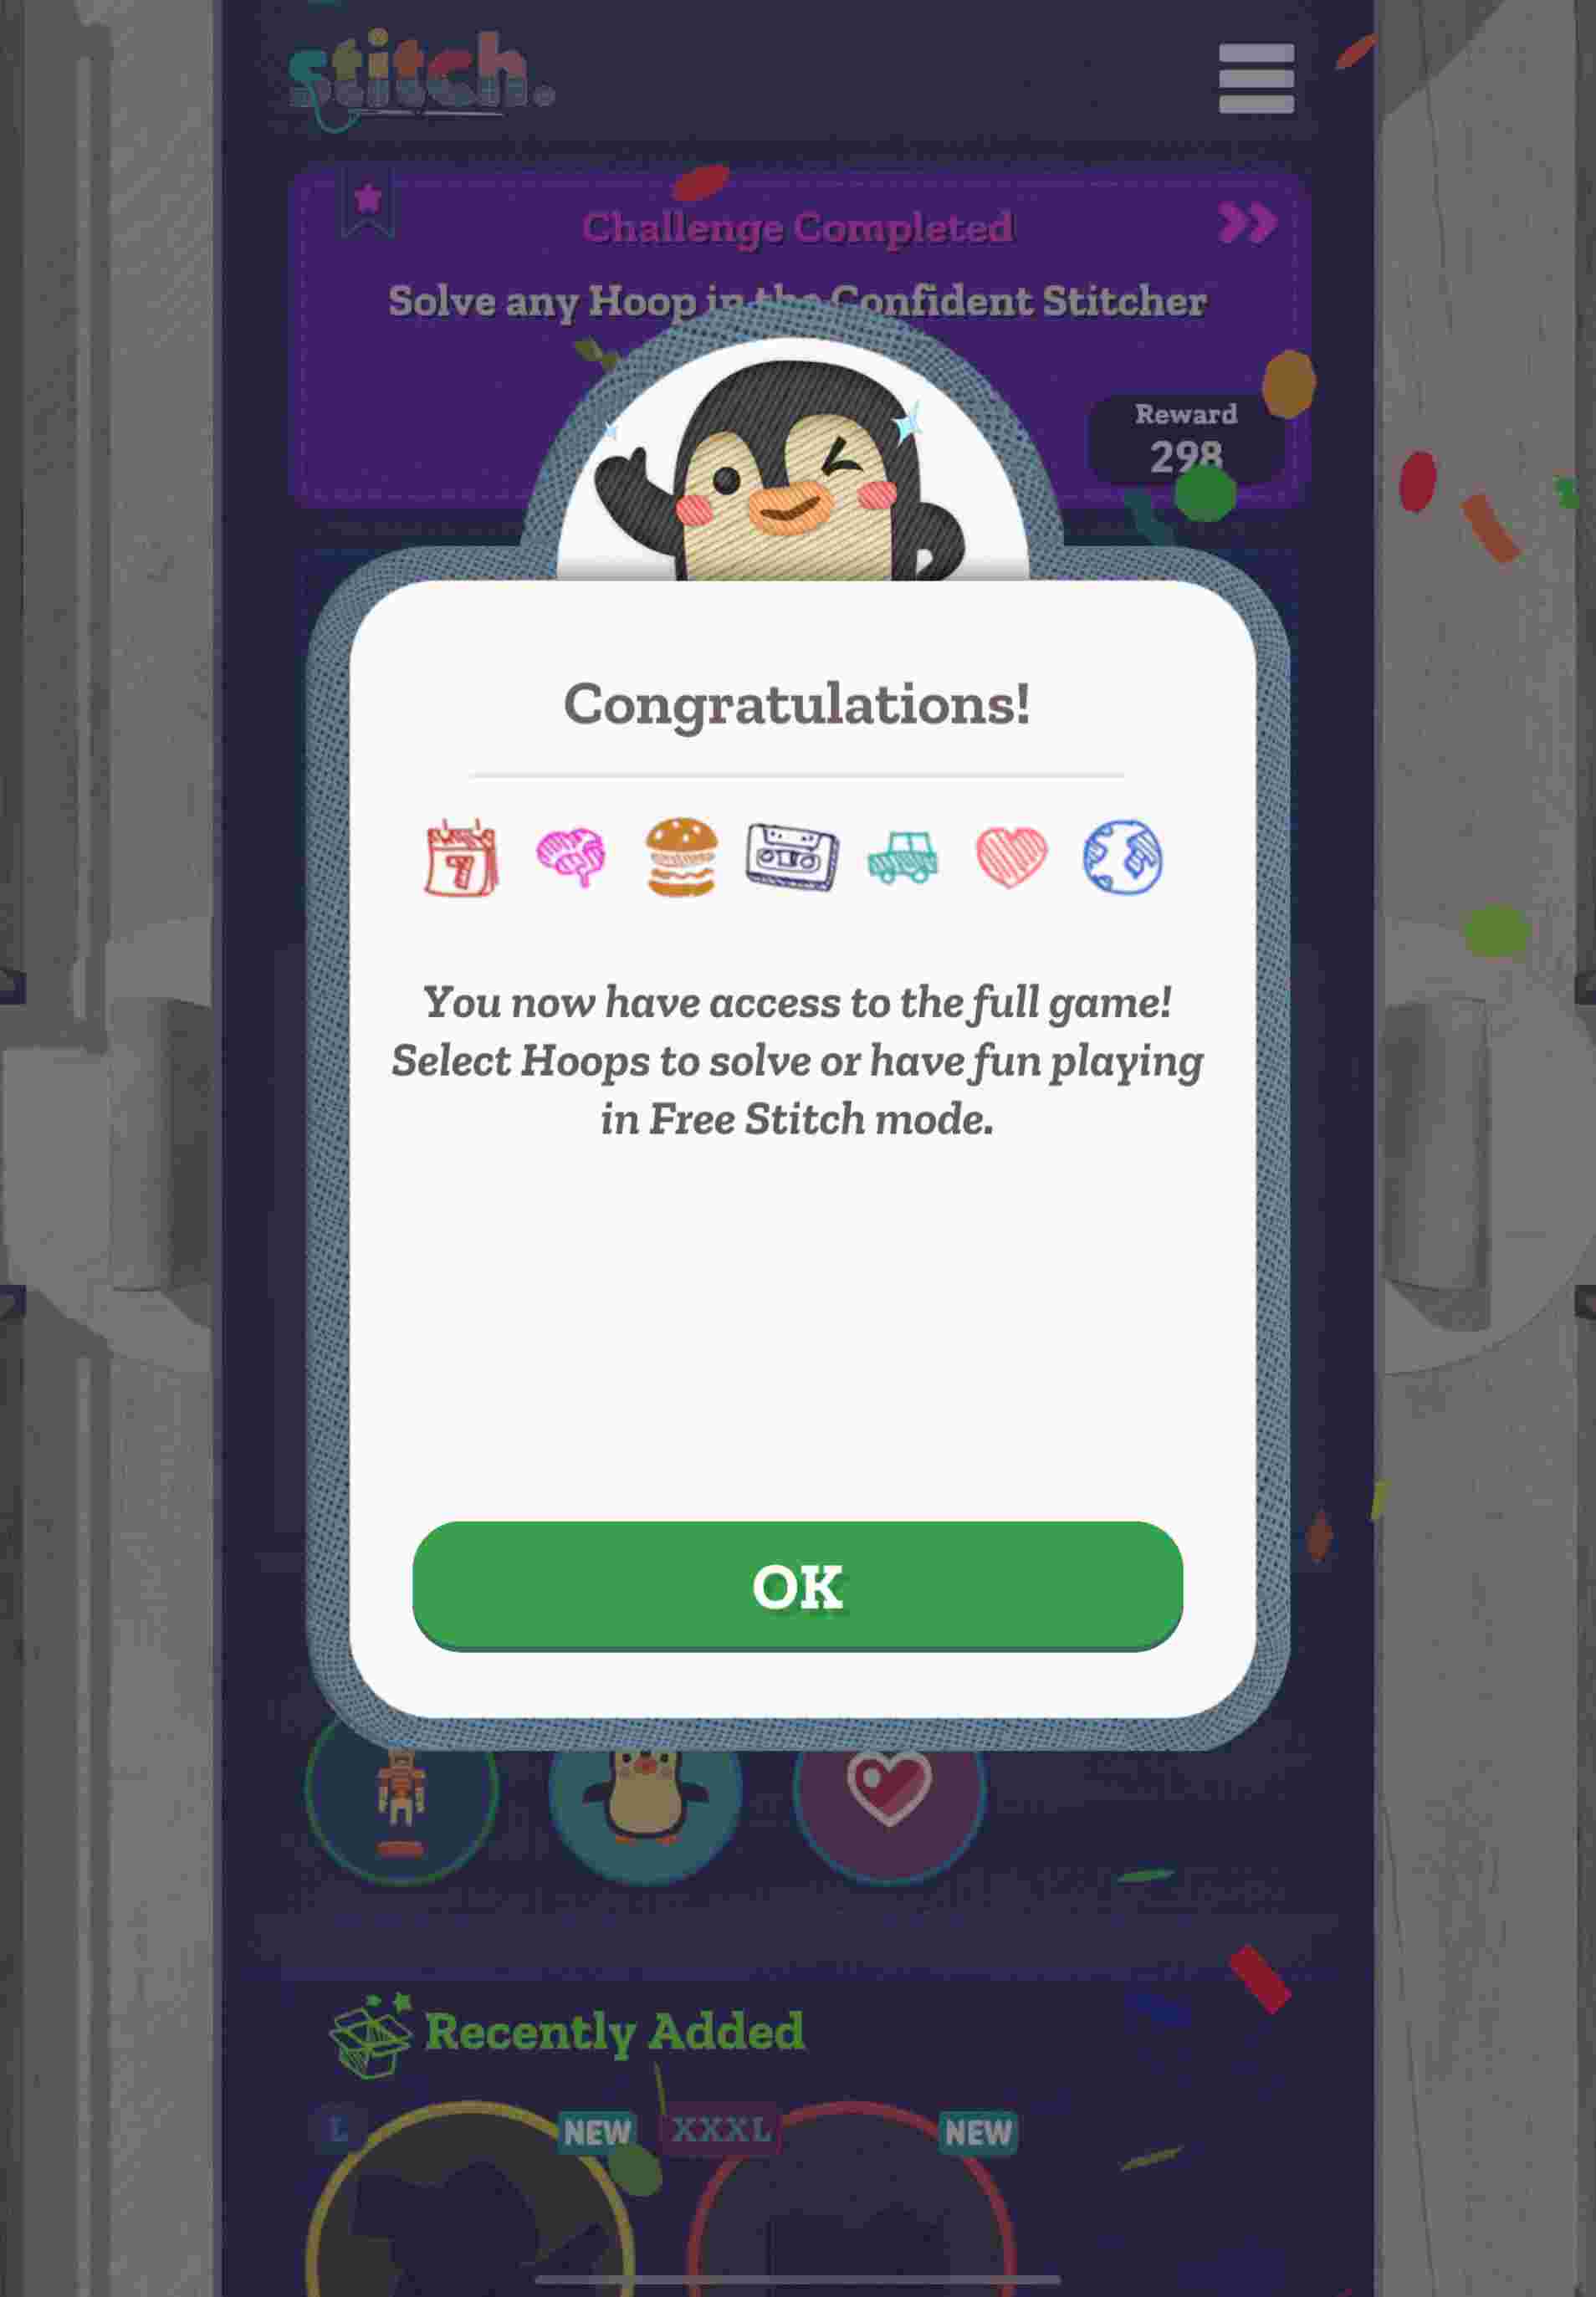 stitch.
Challenge Completed
Solve any Hoop in the Confident Stitcher
Reward
298
Congratulations!
7
You now have access to the full game!
Select Hoops to solve or have fun playing
in Free Stitch mode.
OK
Recently Added
L NEW XXXL NEW